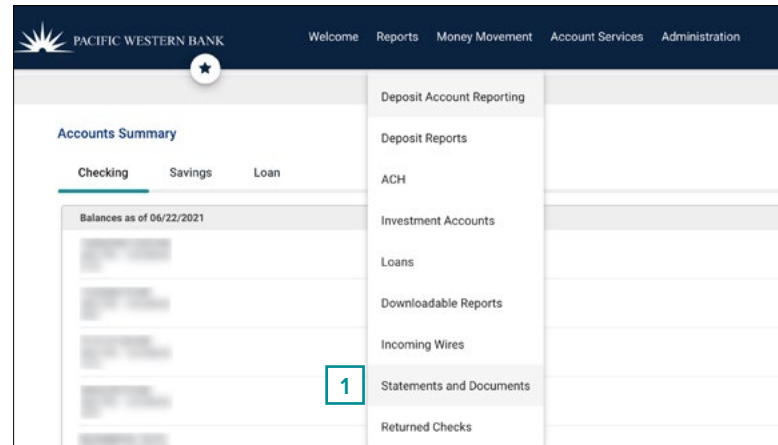 PACIFIC WESTERN BANK
Welcome Reports Money Movement Account Services Administration
Deposit Account Reporting
Accounts Summary
Deposit Reports
Checking Savings Loan
ACH
Balances as of 06/22/2021
Investment Accounts
Loans
Downloadable Reports
Incoming Wires
1 Statements and Documents
Returned Checks